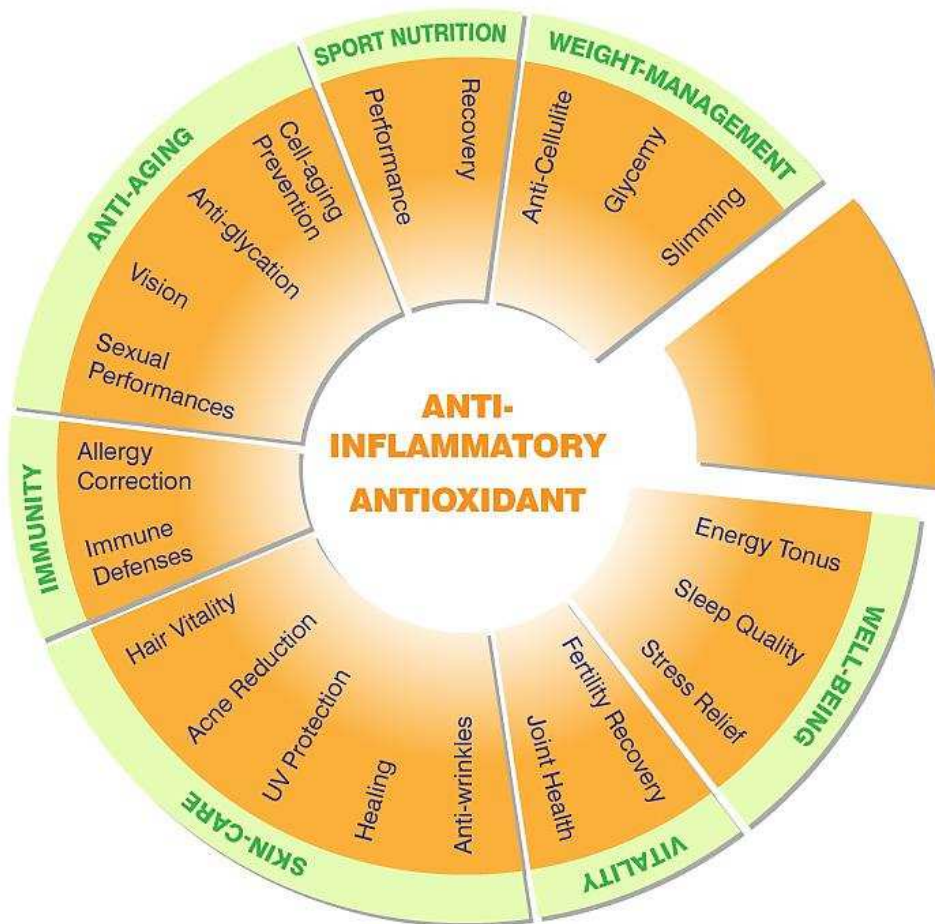 ANTI-
INFLAMMATORY
ANTIOXIDANT
SPORT NUTRITION
Performance
Recovery
WEIGHT-MANAGEMENT
Anti-Cellulite
Glycemy
Slimming
WELL-BEING
Energy Tonus
Sleep Quality
Stress Relief
VITALITY
Fertility Recovery
Joint Health
SKIN-CARE
Anti-wrinkles
Healing
UV Protection
Acne Reduction
Hair Vitality
IMMUNITY
Immune
Defenses
Allergy
Correction
ANTI-AGING
Sexual
Performances
Vision
Anti-glycation
Cell-aging
Prevention